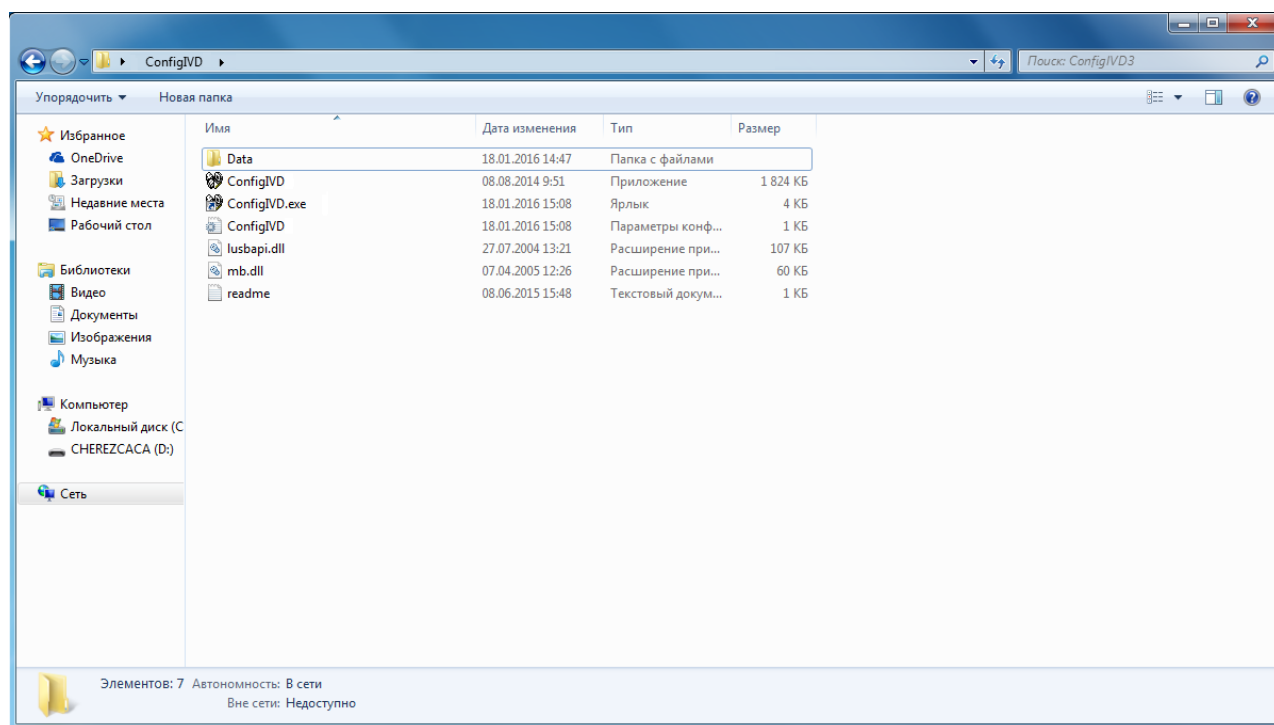 ConfigIVD
Поиск: ConfigIVD3
Упорядочить Новая папка
Имя Дата изменения Тип Размер
Избранное
OneDrive
Загрузки
Недавние места
Рабочий стол
Библиотеки
Видео
Документы
Изображения
Музыка
Компьютер
Локальный диск (C
CHEREZCACA (D:)
Сеть
Data 18.01.2016 14:47 Папка с файлами
ConfigIVD 08.08.2014 9:51 Приложение 1 824 КБ
ConfigIVD.exe 18.01.2016 15:08 Ярлык 4 КБ
ConfigIVD 18.01.2016 15:08 Параметры конф... 1 КБ
lusbapi.dll 27.07.2004 13:21 Расширение при... 107 КБ
mb.dll 07.04.2005 12:26 Расширение при... 60 КБ
readme 08.06.2015 15:48 Текстовый докум... 1 КБ
Элементов: 7 Автономность: В сети
Вне сети: Недоступно